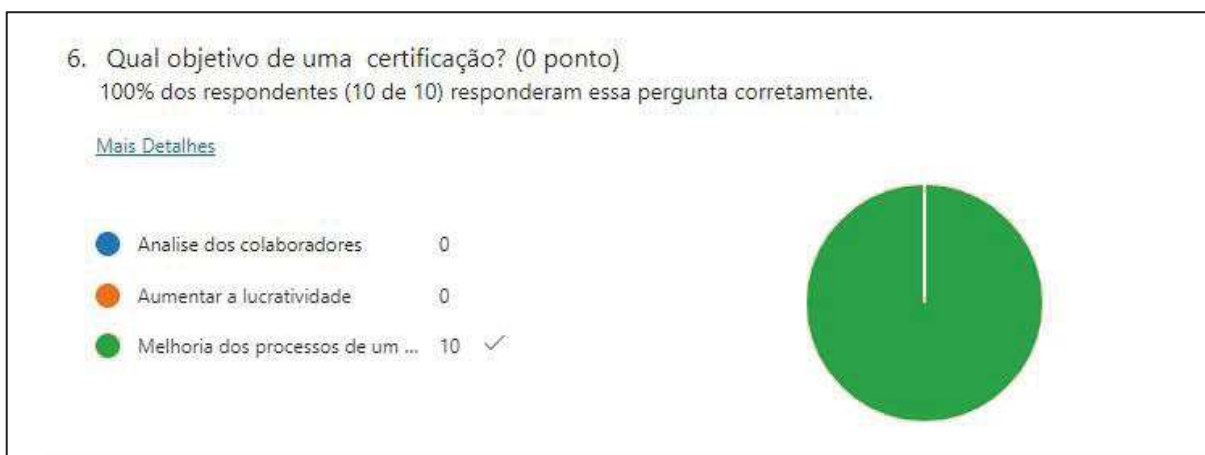 6. Qual objetivo de uma certificação? (0 ponto)
100% dos respondentes (10 de 10) responderam essa pergunta corretamente.
Mais Detalhes
Analise dos colaboradores 0
Aumentar a lucratividade 0
Melhoria dos processos de um ... 10